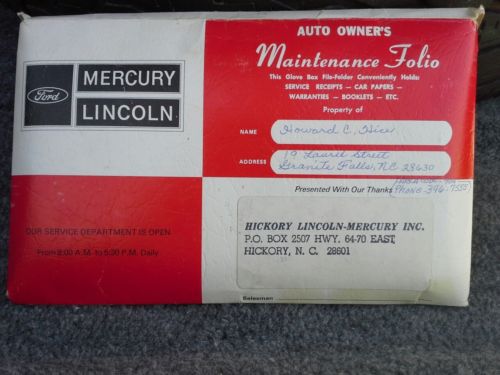 AUTO OWNER'S
Maintenance Folio
This Glove Box File-Folder Conveniently Holds:
SERVICE RECEIPTS — CAR PAPERS —
WARRANTIES — BOOKLETS — ETC.
Property of
Ford
MERCURY
LINCOLN
NAME Howard C. Hice
ADDRESS 19 Laurel Street
Granite Falls, NC 28630
Presented With Our Thanks
Phone 396-7555
OUR SERVICE DEPARTMENT IS OPEN
From 8:00 A.M. to 5:30 P.M. Daily
HICKORY LINCOLN-MERCURY INC.
P.O. BOX 2507 HWY. 64-70 EAST
HICKORY, N. C. 28601
Salesman